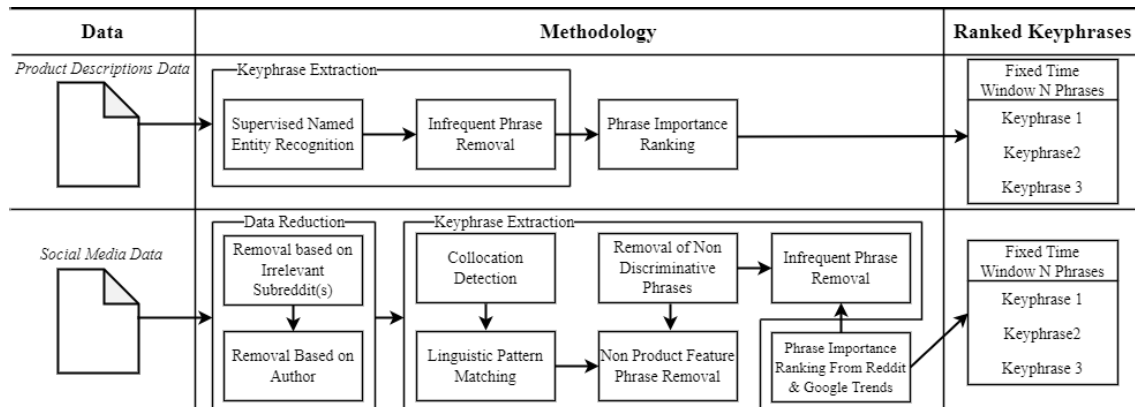 Data
Methodology
Ranked Keyphrases
Product Descriptions Data
Keyphrase Extraction
Supervised Named
Entity Recognition
Infrequent Phrase
Removal
Phrase Importance
Ranking
Fixed Time
Window N Phrases
Keyphrase 1
Keyphrase2
Keyphrase 3
Social Media Data
Data Reduction
Removal based on
Irrelevant
Subreddit(s)
Removal Based on
Author
Keyphrase Extraction
Collocation
Detection
Linguistic Pattern
Matching
Removal of Non
Discriminative
Phrases
Non Product Feature
Phrase Removal
Infrequent Phrase
Removal
Phrase Importance
Ranking From Reddit
& Google Trends
Fixed Time
Window N Phrases
Keyphrase 1
Keyphrase2
Keyphrase 3